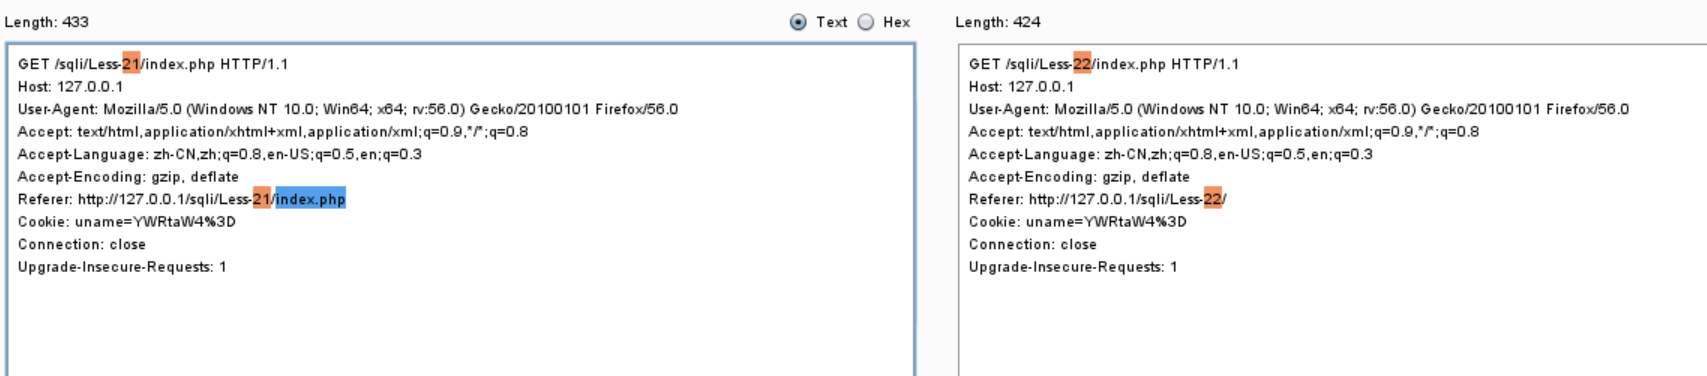 Length: 433
Text
Hex
GET /sqli/Less-21/index.php HTTP/1.1
Host: 127.0.0.1
User-Agent: Mozilla/5.0 (Windows NT 10.0; Win64; x64; rv:56.0) Gecko/20100101 Firefox/56.0
Accept: text/html,application/xhtml+xml,application/xml;q=0.9,*/*;q=0.8
Accept-Language: zh-CN,zh;q=0.8,en-US;q=0.5,en;q=0.3
Accept-Encoding: gzip, deflate
Referer: http://127.0.0.1/sqli/Less-21/index.php
Cookie: uname=YWRtaW4%3D
Connection: close
Upgrade-Insecure-Requests: 1
Length: 424
GET /sqli/Less-22/index.php HTTP/1.1
Host: 127.0.0.1
User-Agent: Mozilla/5.0 (Windows NT 10.0; Win64; x64; rv:56.0) Gecko/20100101 Firefox/56.0
Accept: text/html,application/xhtml+xml,application/xml;q=0.9,*/*;q=0.8
Accept-Language: zh-CN,zh;q=0.8,en-US;q=0.5,en;q=0.3
Accept-Encoding: gzip, deflate
Referer: http://127.0.0.1/sqli/Less-22/
Cookie: uname=YWRtaW4%3D
Connection: close
Upgrade-Insecure-Requests: 1